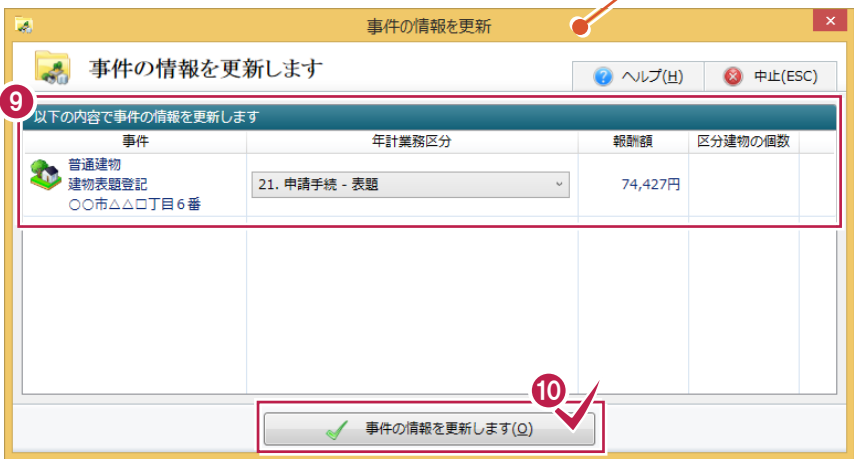 事件の情報を更新
事件の情報を更新します
ヘルプ(H)
中止(ESC)
9
以下の内容で事件の情報を更新します
事件
年計業務区分
報酬額
区分建物の個数
普通建物
建物表題登記
○○市△△□丁目6番
21. 申請手続 - 表題
74,427円
10
事件の情報を更新します(O)